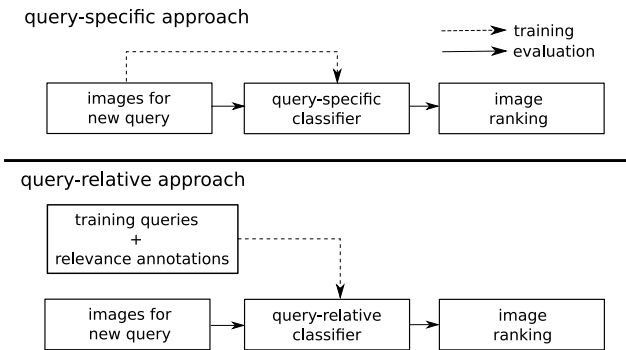 query-specific approach
training
evaluation
images for
new query
query-specific
classifier
image
ranking
query-relative approach
training queries
+
relevance annotations
images for
new query
query-relative
classifier
image
ranking